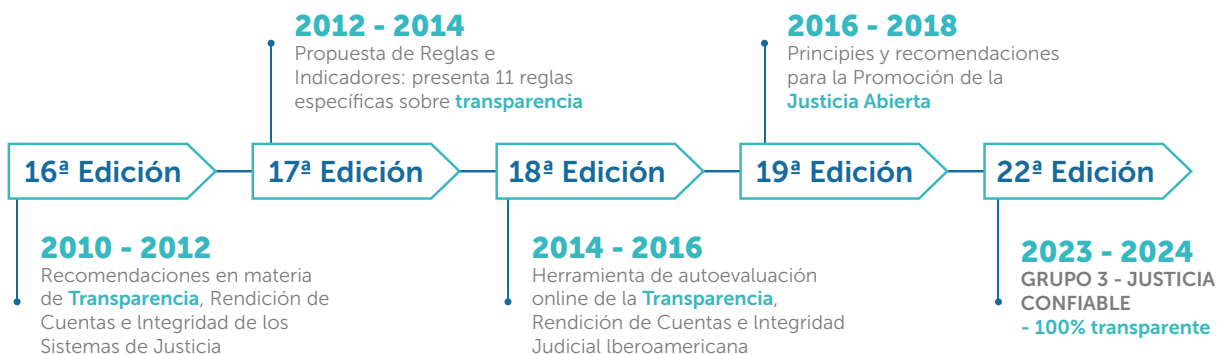 2012 - 2014
Propuesta de Reglas e
Indicadores: presenta 11 reglas
específicas sobre transparencia
2016 - 2018
Principies y recomendaciones
para la Promoción de la
Justicia Abierta
16ª Edición
17ª Edición
18ª Edición
19ª Edición
22ª Edición
2010 - 2012
Recomendaciones en materia
de Transparencia, Rendición de
Cuentas e Integridad de los
Sistemas de Justicia
2014 - 2016
Herramienta de autoevaluación
online de la Transparencia,
Rendición de Cuentas e Integridad
Judicial Iberoamericana
2023 - 2024
GRUPO 3 - JUSTICIA
CONFIABLE
- 100% transparente